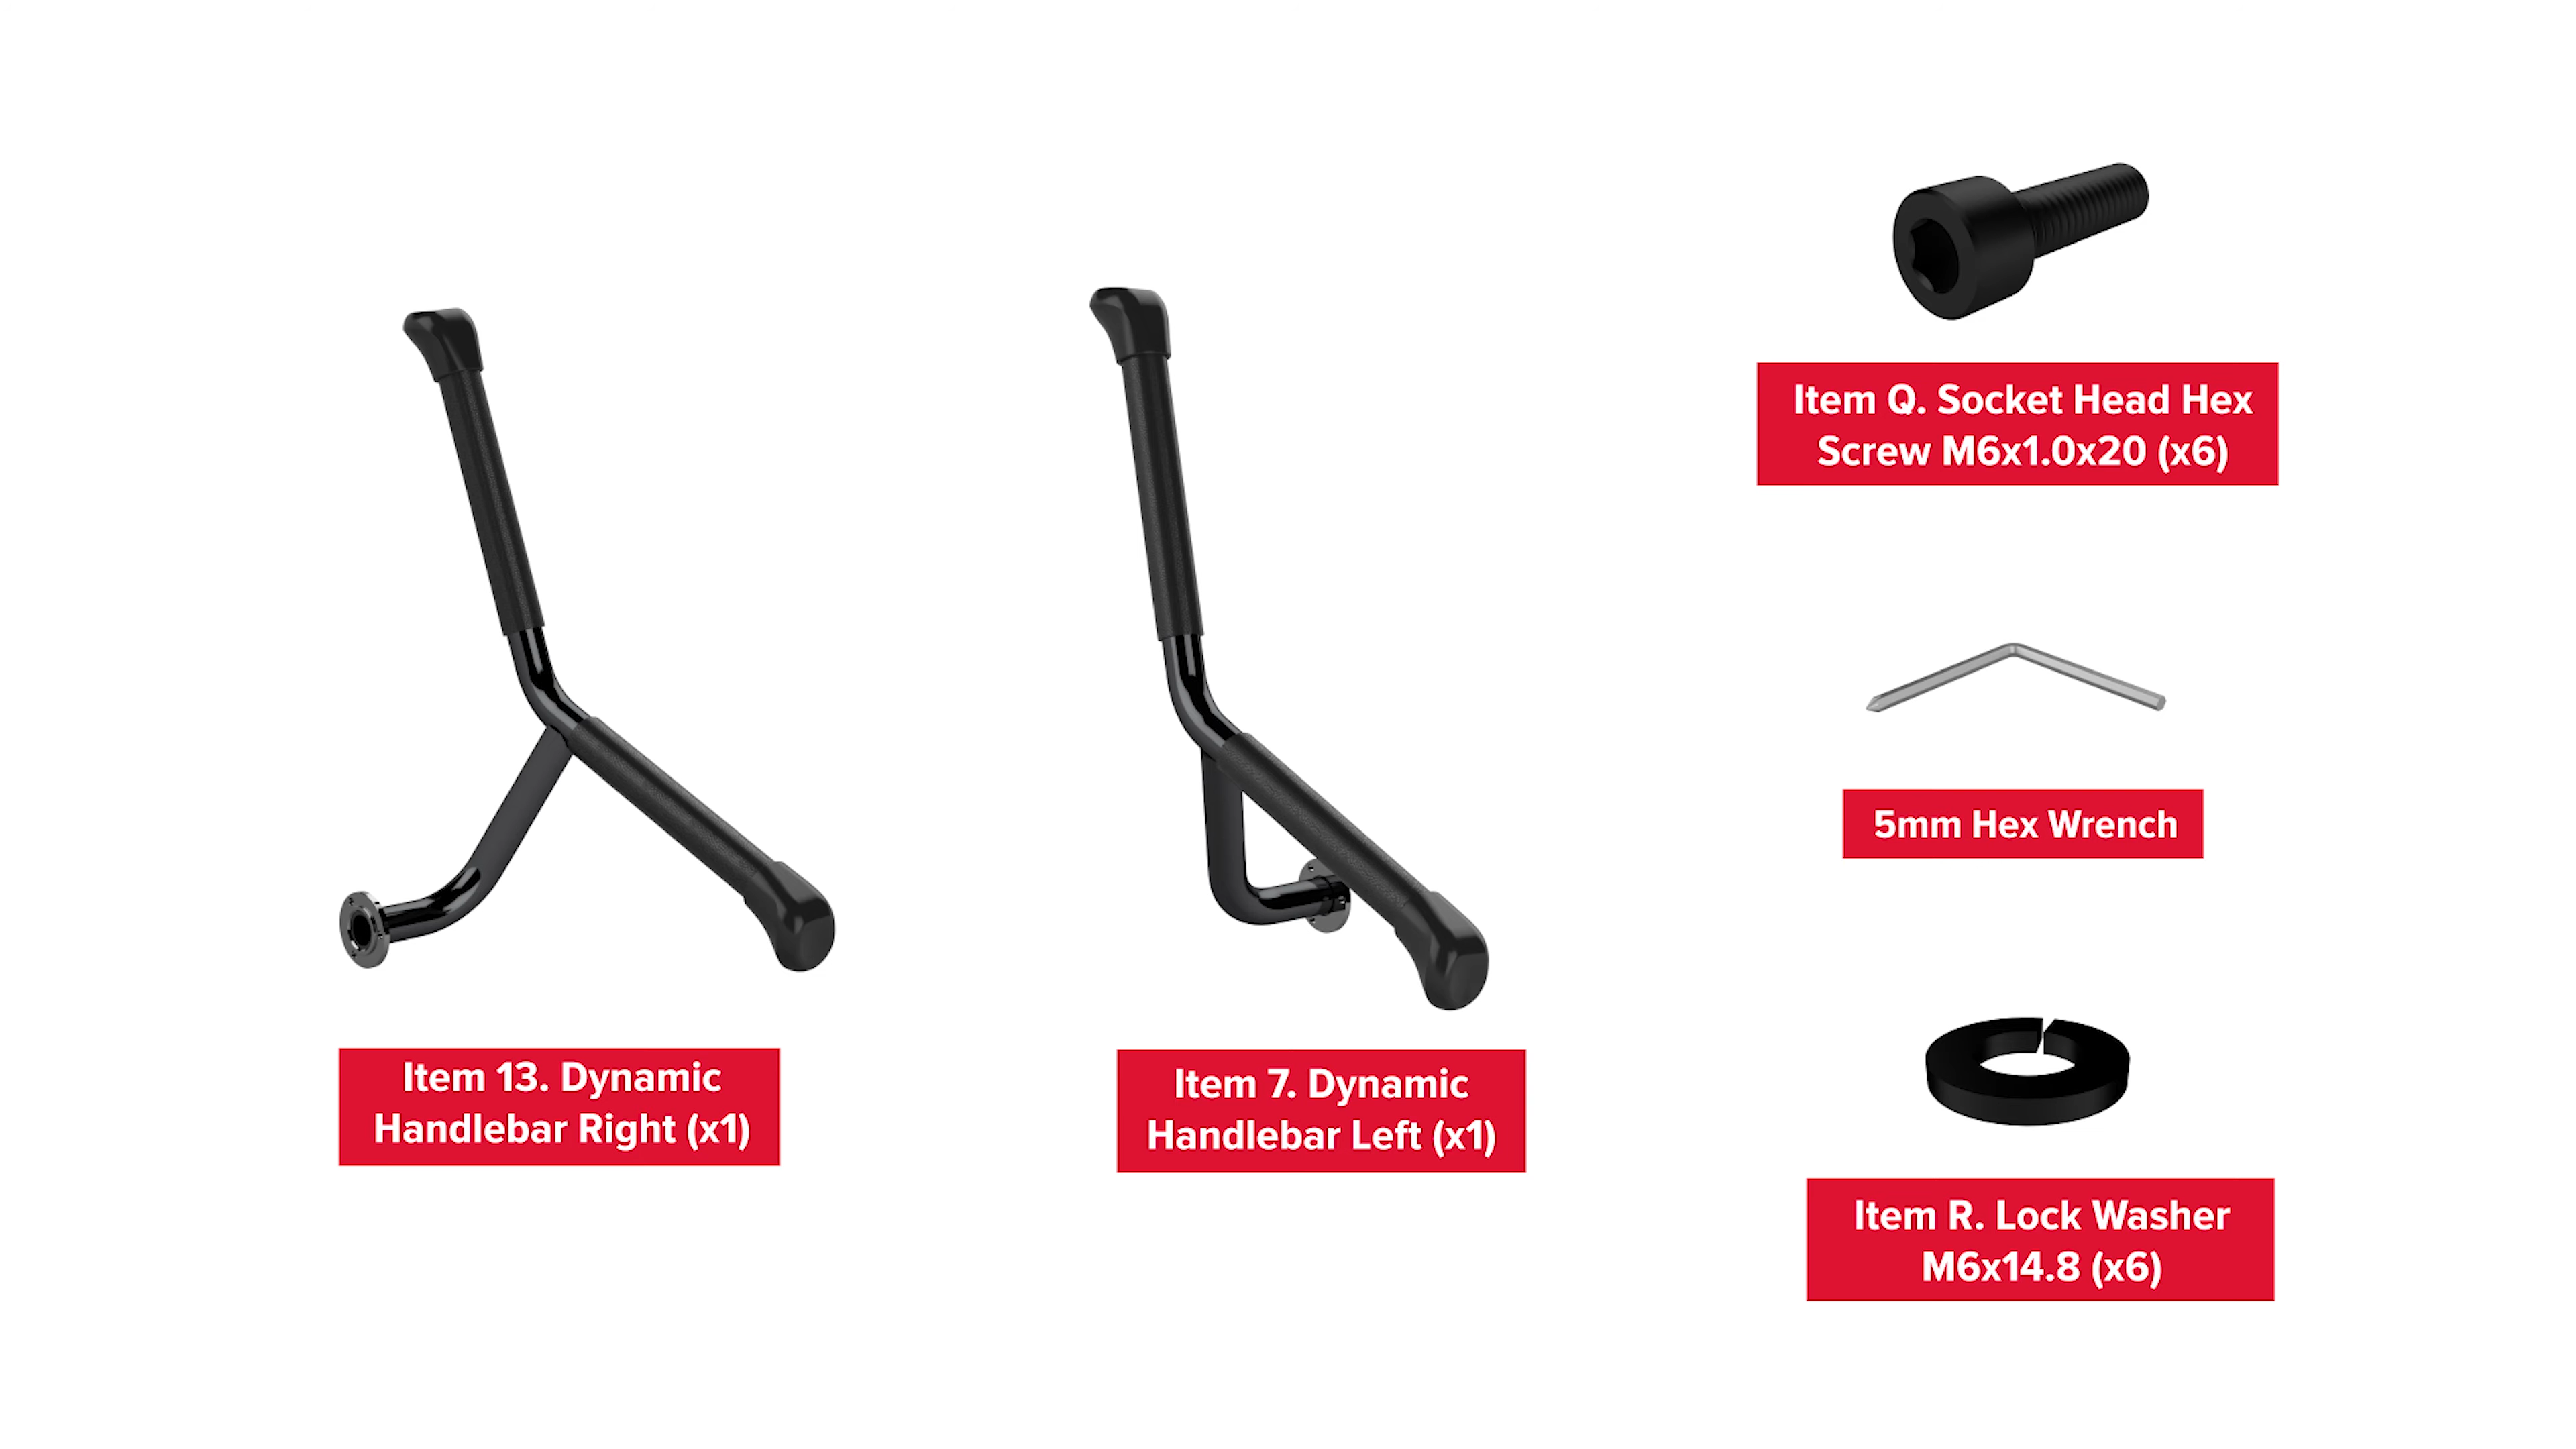 Item 13. Dynamic
Handlebar Right (x1)
Item 7. Dynamic
Handlebar Left (x1)
Item Q. Socket Head Hex
Screw M6x1.0x20 (x6)
5mm Hex Wrench
Item R. Lock Washer
M6x14.8 (x6)